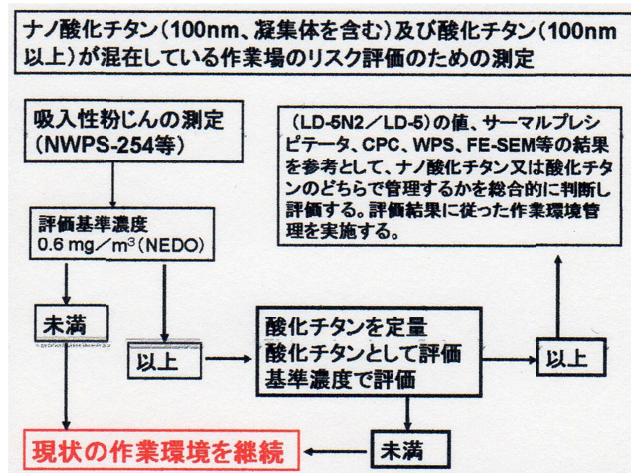 ナノ酸化チタン(100nm、凝集体を含む)及び酸化チタン(100nm
以上)が混在している作業場のリスク評価のための測定
吸入性粉じんの測定
(NWPS-254等)
(LD-5N2/LD-5)の値、サーマルプレシ
ピテータ、CPC、WPS、FE-SEM等の結果
を参考として、ナノ酸化チタン又は酸化チタ
ンのどちらで管理するかを総合的に判断し
評価する。評価結果に従った作業環境管
理を実施する。
評価基準濃度
0.6 mg/m³(NEDO)
未満
以上
酸化チタンを定量
酸化チタンとして評価
基準濃度で評価
以上
未満
現状の作業環境を継続